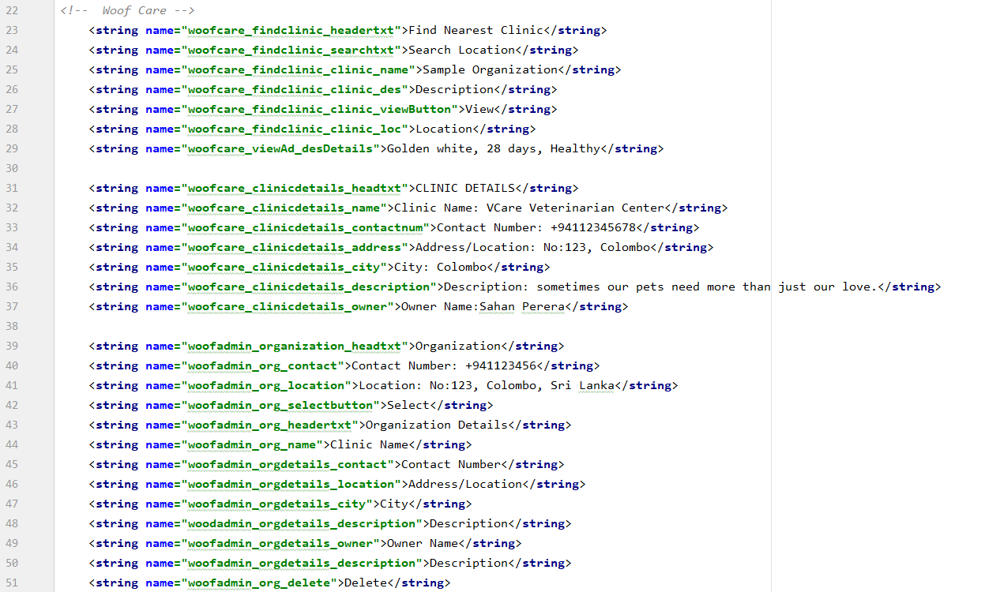 22 <!--  Woof Care -->
23 <string name="woofcare_findclinic_headertxt">Find Nearest Clinic</string>
24 <string name="woofcare_findclinic_searchtxt">Search Location</string>
25 <string name="woofcare_findclinic_clinic_name">Sample Organization</string>
26 <string name="woofcare_findclinic_clinic_des">Description</string>
27 <string name="woofcare_findclinic_clinic_viewButton">View</string>
28 <string name="woofcare_findclinic_clinic_loc">Location</string>
29 <string name="woofcare_viewAd_desDetails">Golden white, 28 days, Healthy</string>
30
31 <string name="woofcare_clinicdetails_headtxt">CLINIC DETAILS</string>
32 <string name="woofcare_clinicdetails_name">Clinic Name: VCare Veterinarian Center</string>
33 <string name="woofcare_clinicdetails_contactnum">Contact Number: +94112345678</string>
34 <string name="woofcare_clinicdetails_address">Address/Location: No:123, Colombo</string>
35 <string name="woofcare_clinicdetails_city">City: Colombo</string>
36 <string name="woofcare_clinicdetails_description">Description: sometimes our pets need more than just our love.</string>
37 <string name="woofcare_clinicdetails_owner">Owner Name:Sahan Perera</string>
38
39 <string name="woofadmin_organization_headtxt">Organization</string>
40 <string name="woofadmin_org_contact">Contact Number: +941123456</string>
41 <string name="woofadmin_org_location">Location: No:123, Colombo, Sri Lanka</string>
42 <string name="woofadmin_org_selectbutton">Select</string>
43 <string name="woofadmin_org_headertxt">Organization Details</string>
44 <string name="woofadmin_org_name">Clinic Name</string>
45 <string name="woofadmin_orgdetails_contact">Contact Number</string>
46 <string name="woofadmin_orgdetails_location">Address/Location</string>
47 <string name="woofadmin_orgdetails_city">City</string>
48 <string name="woodadmin_orgdetails_description">Description</string>
49 <string name="woofadmin_orgdetails_owner">Owner Name</string>
50 <string name="woofadmin_orgdetails_description">Description</string>
51 <string name="woofadmin_org_delete">Delete</string>